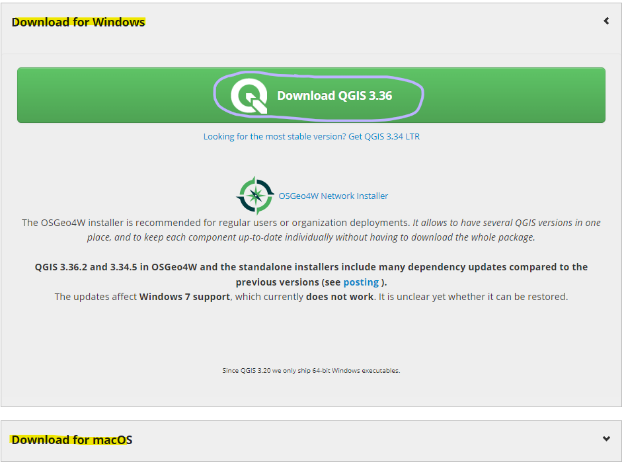 Download for Windows
Download QGIS 3.36
Looking for the most stable version? Get QGIS 3.34 LTR
OSGeo4W Network Installer
The OSGeo4W installer is recommended for regular users or organization deployments. It allows to have several QGIS versions in one
place, and to keep each component up-to-date individually without having to download the whole package.
QGIS 3.36.2 and 3.34.5 in OSGeo4W and the standalone installers include many dependency updates compared to the
previous versions (see posting ).
The updates affect Windows 7 support, which currently does not work. It is unclear yet whether it can be restored.
Since QGIS 3.20 we only ship 64-bit Windows executables.
Download for macOS